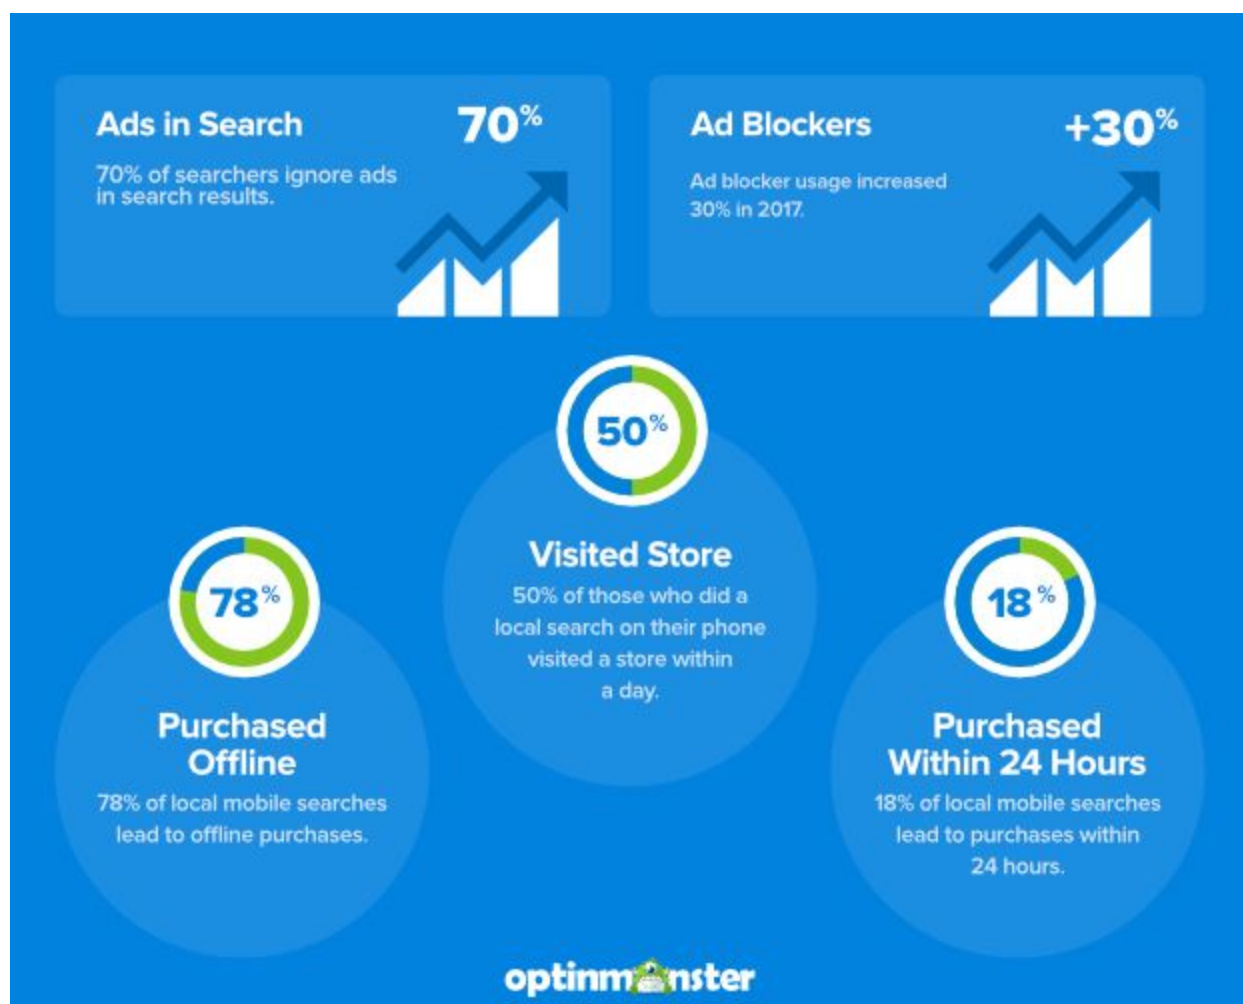 Ads in Search
70%
70% of searchers ignore ads
in search results.
Ad Blockers
+30%
Ad blocker usage increased
30% in 2017.
50%
Visited Store
50% of those who did a
local search on their phone
visited a store within
a day.
78%
Purchased
Offline
78% of local mobile searches
lead to offline purchases.
18%
Purchased
Within 24 Hours
18% of local mobile searches
lead to purchases within
24 hours.
optinmonster